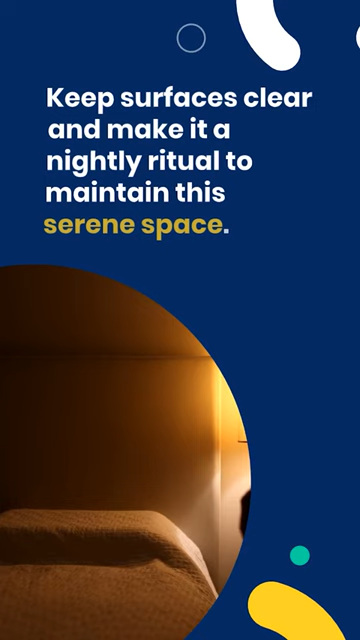 Keep surfaces clear
and make it a
nightly ritual to
maintain this
serene space.